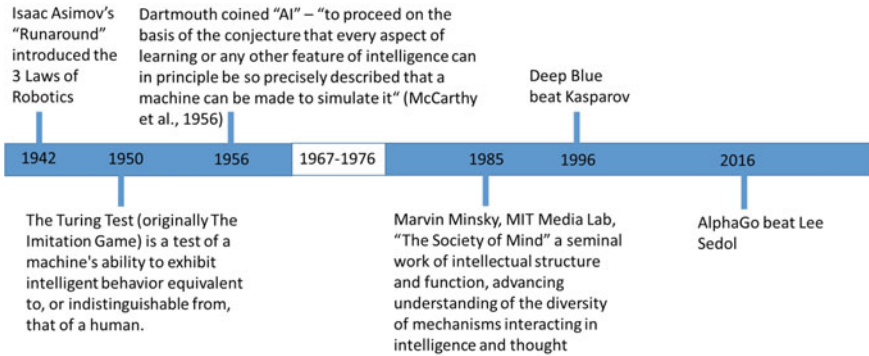 Isaac Asimov's
"Runaround"
introduced the
3 Laws of
Robotics
Dartmouth coined "AI" – "to proceed on the
basis of the conjecture that every aspect of
learning or any other feature of intelligence can
in principle be so precisely described that a
machine can be made to simulate it" (McCarthy
et al., 1956)
Deep Blue
beat Kasparov
1942 1950 1956 1967-1976 1985 1996 2016
The Turing Test (originally The
Imitation Game) is a test of a
machine's ability to exhibit
intelligent behavior equivalent
to, or indistinguishable from,
that of a human.
Marvin Minsky, MIT Media Lab,
"The Society of Mind" a seminal
work of intellectual structure
and function, advancing
understanding of the diversity
of mechanisms interacting in
intelligence and thought
AlphaGo beat Lee
Sedol